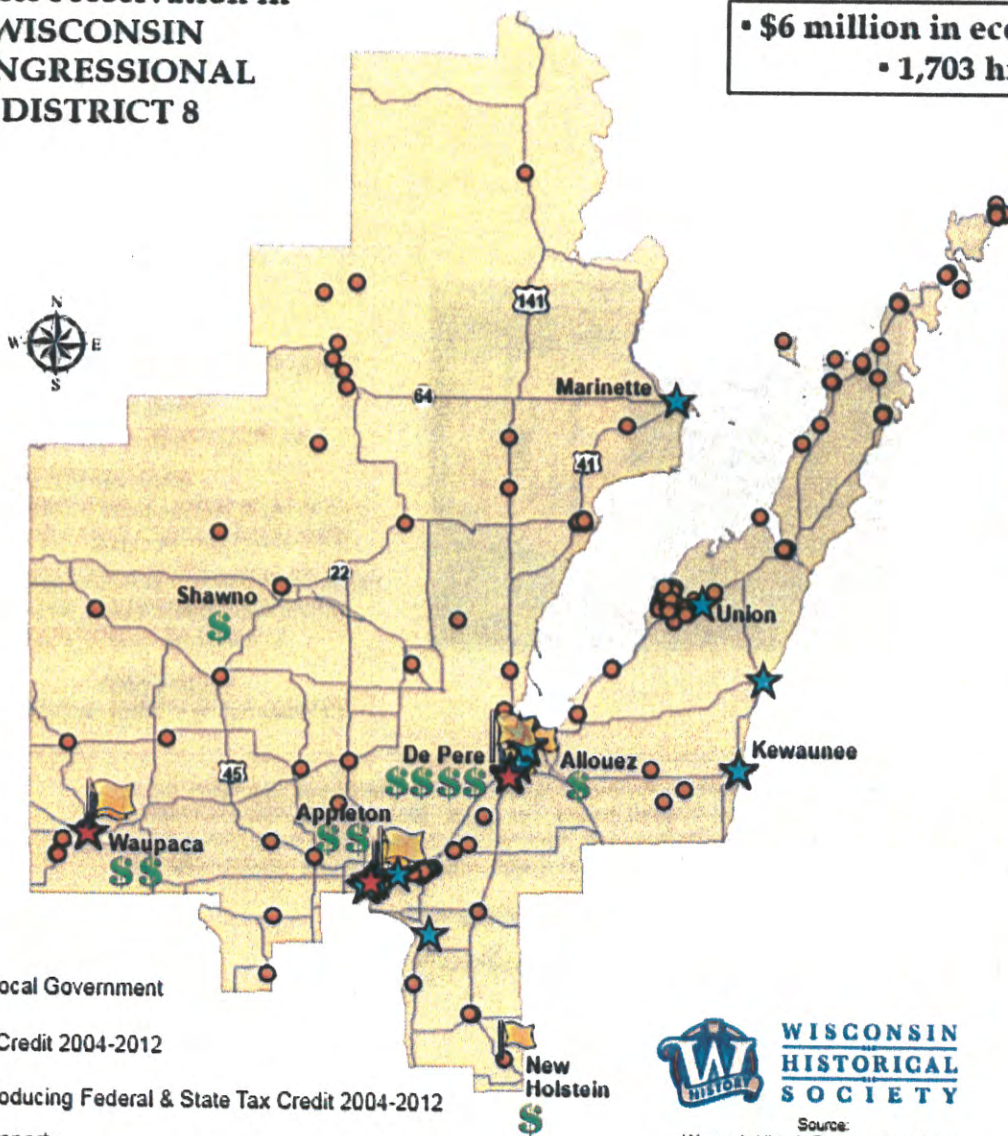 WISCONSIN
NGRESSIONAL
DISTRICT 8
▪ $6 million in
▪ 1,703
N
W E
S
141
Marinette
64
41
22
Shawno
$
Union
De Pere
$$$$
Allouez
$
Kewaunee
45
Appleton
$$
Waupaca
$$
ocal Government
Credit 2004-2012
oducing Federal & State Tax Credit 2004-2012
New
Holstein
$
W
HISTORY
WISCONSIN
HISTORICAL
SOCIETY
Source: